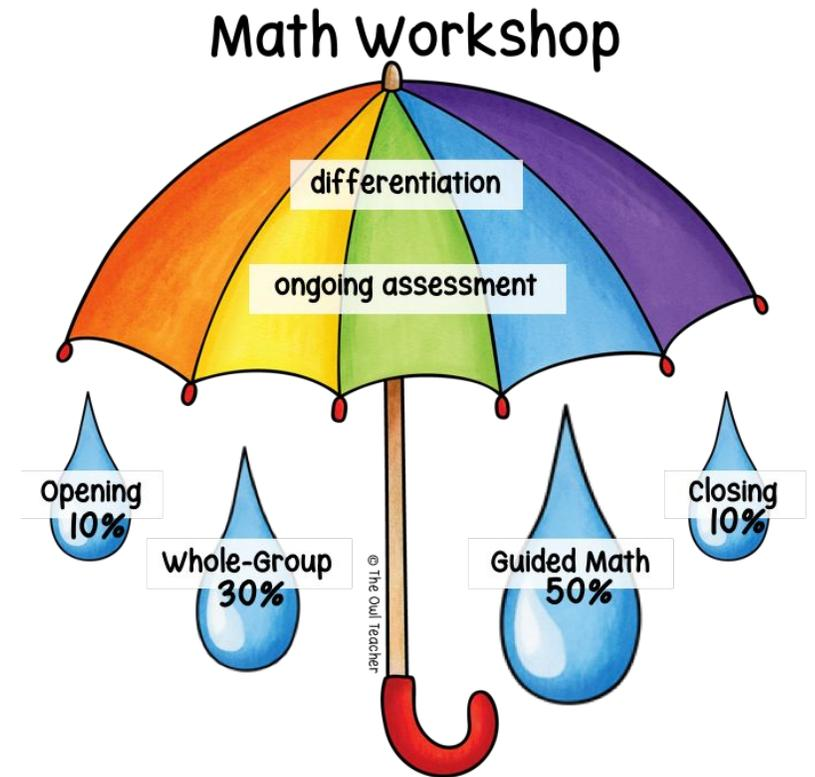 Math Workshop
differentiation
ongoing assessment
Opening
10%
Closing
10%
Whole-Group
30%
Guided Math
50%
© The Owl Teacher